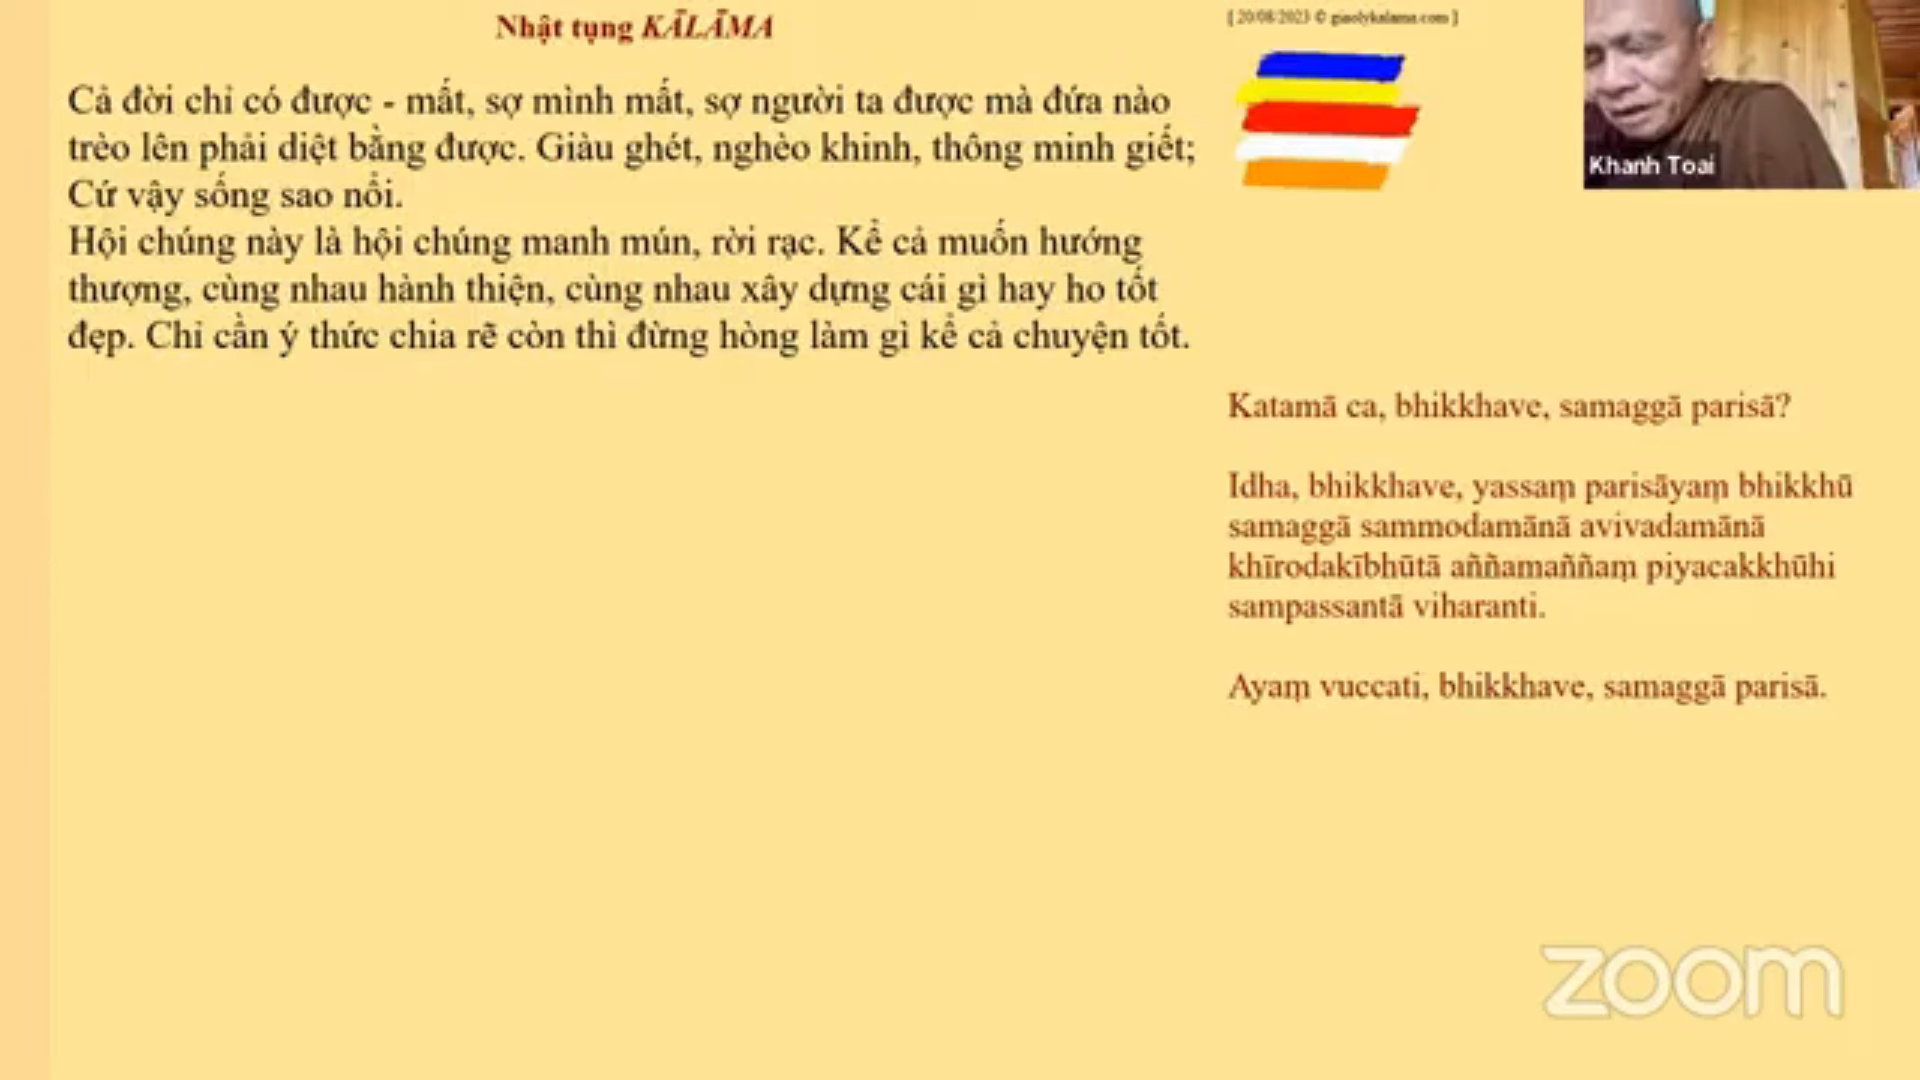 Nhật tụng KĀLĀMA
[ 20/08/2023 © giaolykalama.com ]
Cả đời chỉ có được - mất, sợ mình mất, sợ người ta được mà đứa nào
trèo lên phải diệt bằng được. Giàu ghét, nghèo khinh, thông minh giết;
Cứ vậy sống sao nổi.
Hội chúng này là hội chúng manh mún, rời rạc. Kể cả muốn hướng
thượng, cùng nhau hành thiện, cùng nhau xây dựng cái gì hay ho tốt
đẹp. Chỉ cần ý thức chia rẽ còn thì đừng hòng làm gì kể cả chuyện tốt.
Khanh Toai
Katamā ca, bhikkhave, samaggā parisā?
Idha, bhikkhave, yassaṃ parisāyaṃ bhikkhū
samaggā sammodamānā avivadamānā
khīrodakībhūtā aññamaññaṃ piyacakkhūhi
sampassantā viharanti.
Ayaṃ vuccati, bhikkhave, samaggā parisā.
zoom